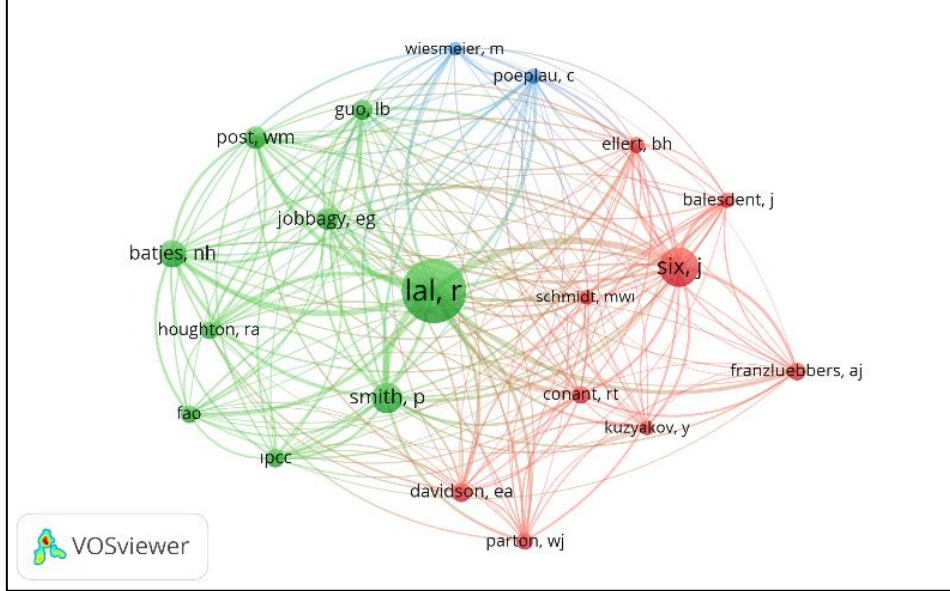 wiesmeier, m
poeplau, c
guo, lb
post, wm
ellert, bh
balesdent, j
jobbagy, eg
batjes, nh
six, j
lal, r
schmidt, mwi
houghton, ra
franzluebbers, aj
conant, rt
smith, p
fao
kuzyakov, y
ipcc
davidson, ea
parton, wj
VOSviewer